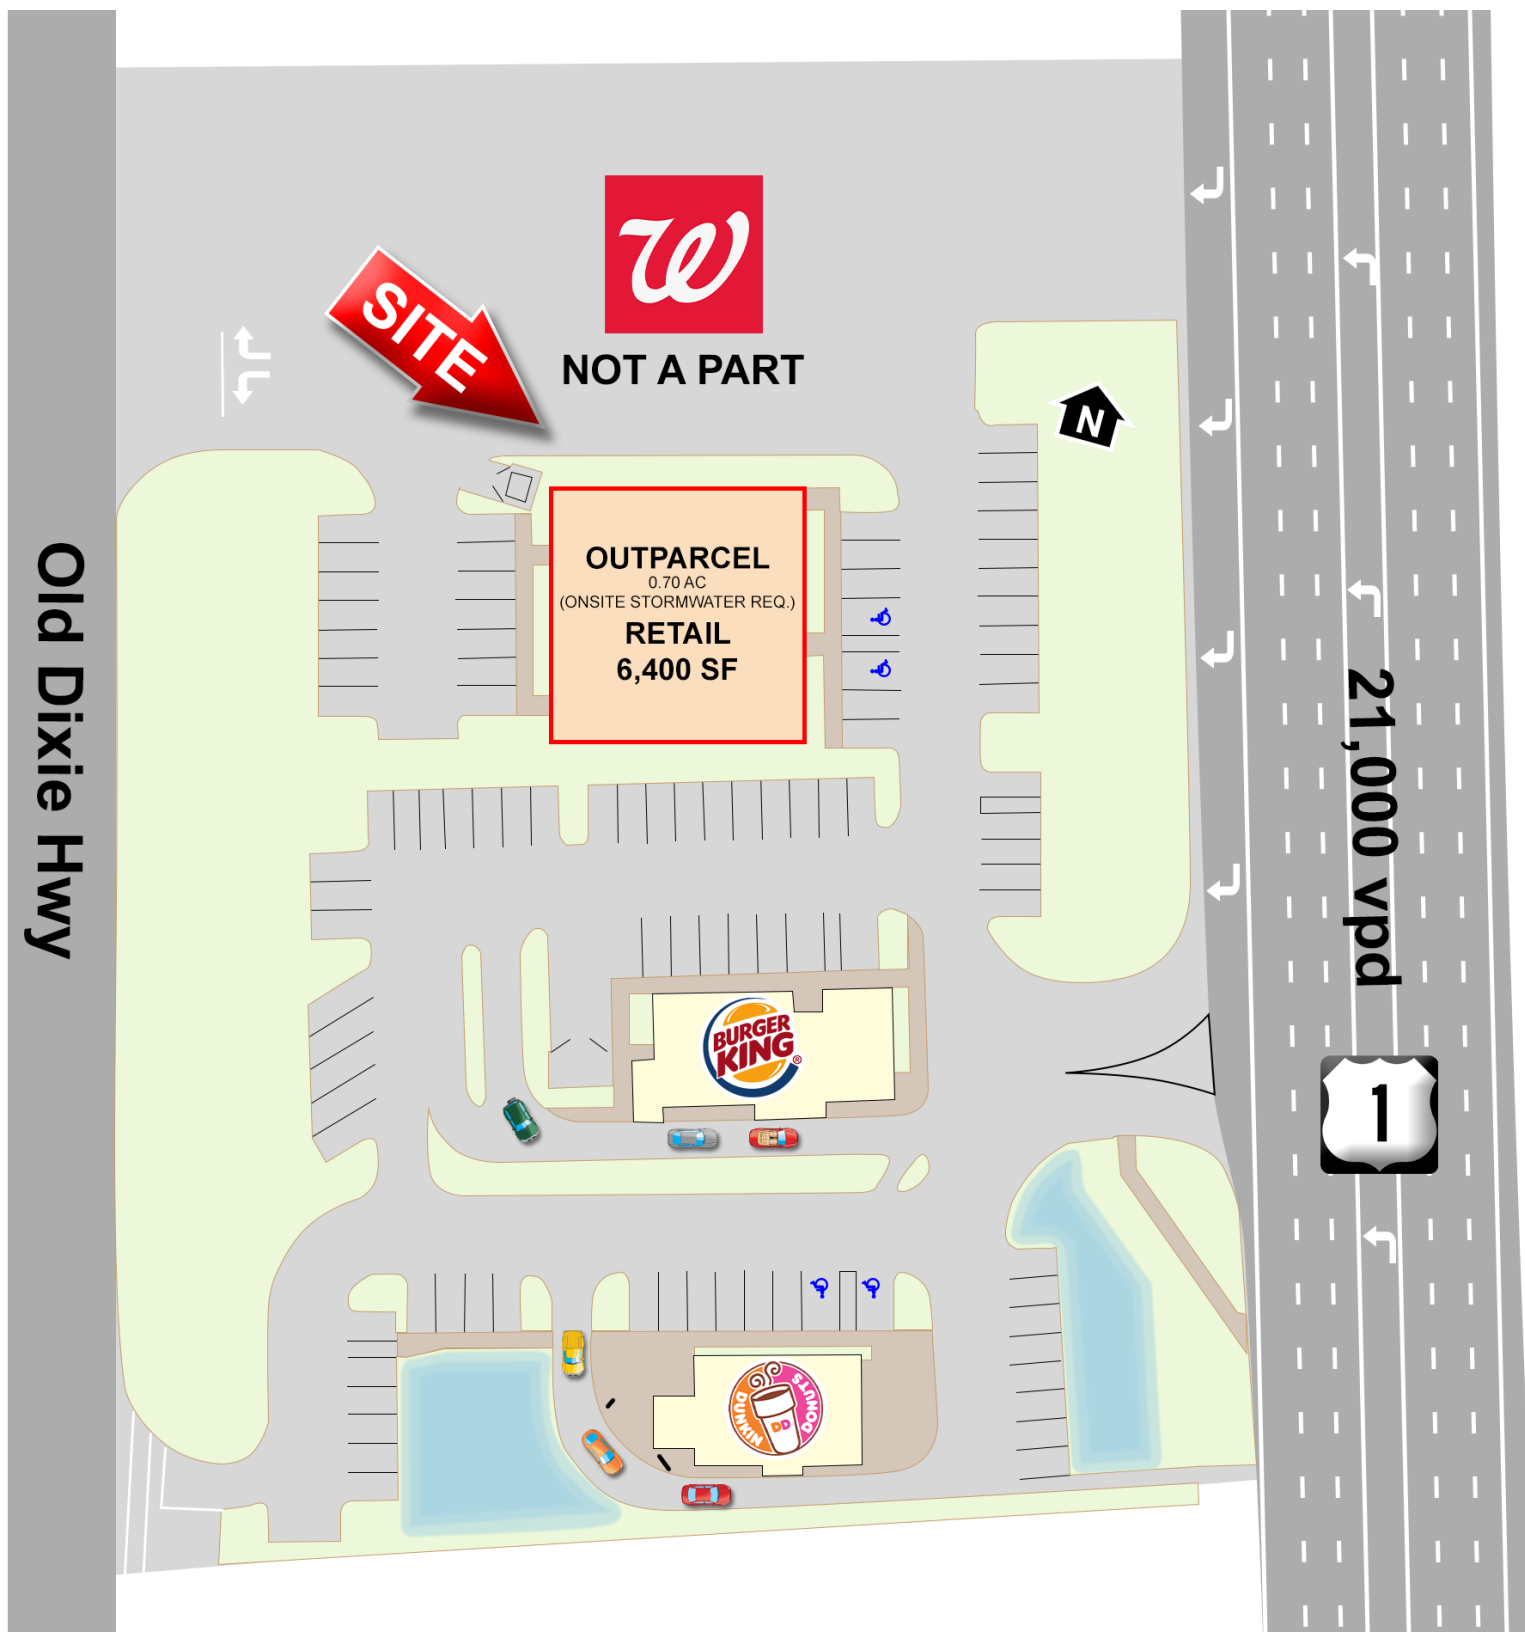 W
SITE
NOT A PART
N
OUTPARCEL
0.70 AC
(ONSITE STORMWATER REQ.)
RETAIL
6,400 SF
Old Dixie Hwy
21,000 vpd
BURGER
KING®
1
DUNKIN'
DONUTS
DD